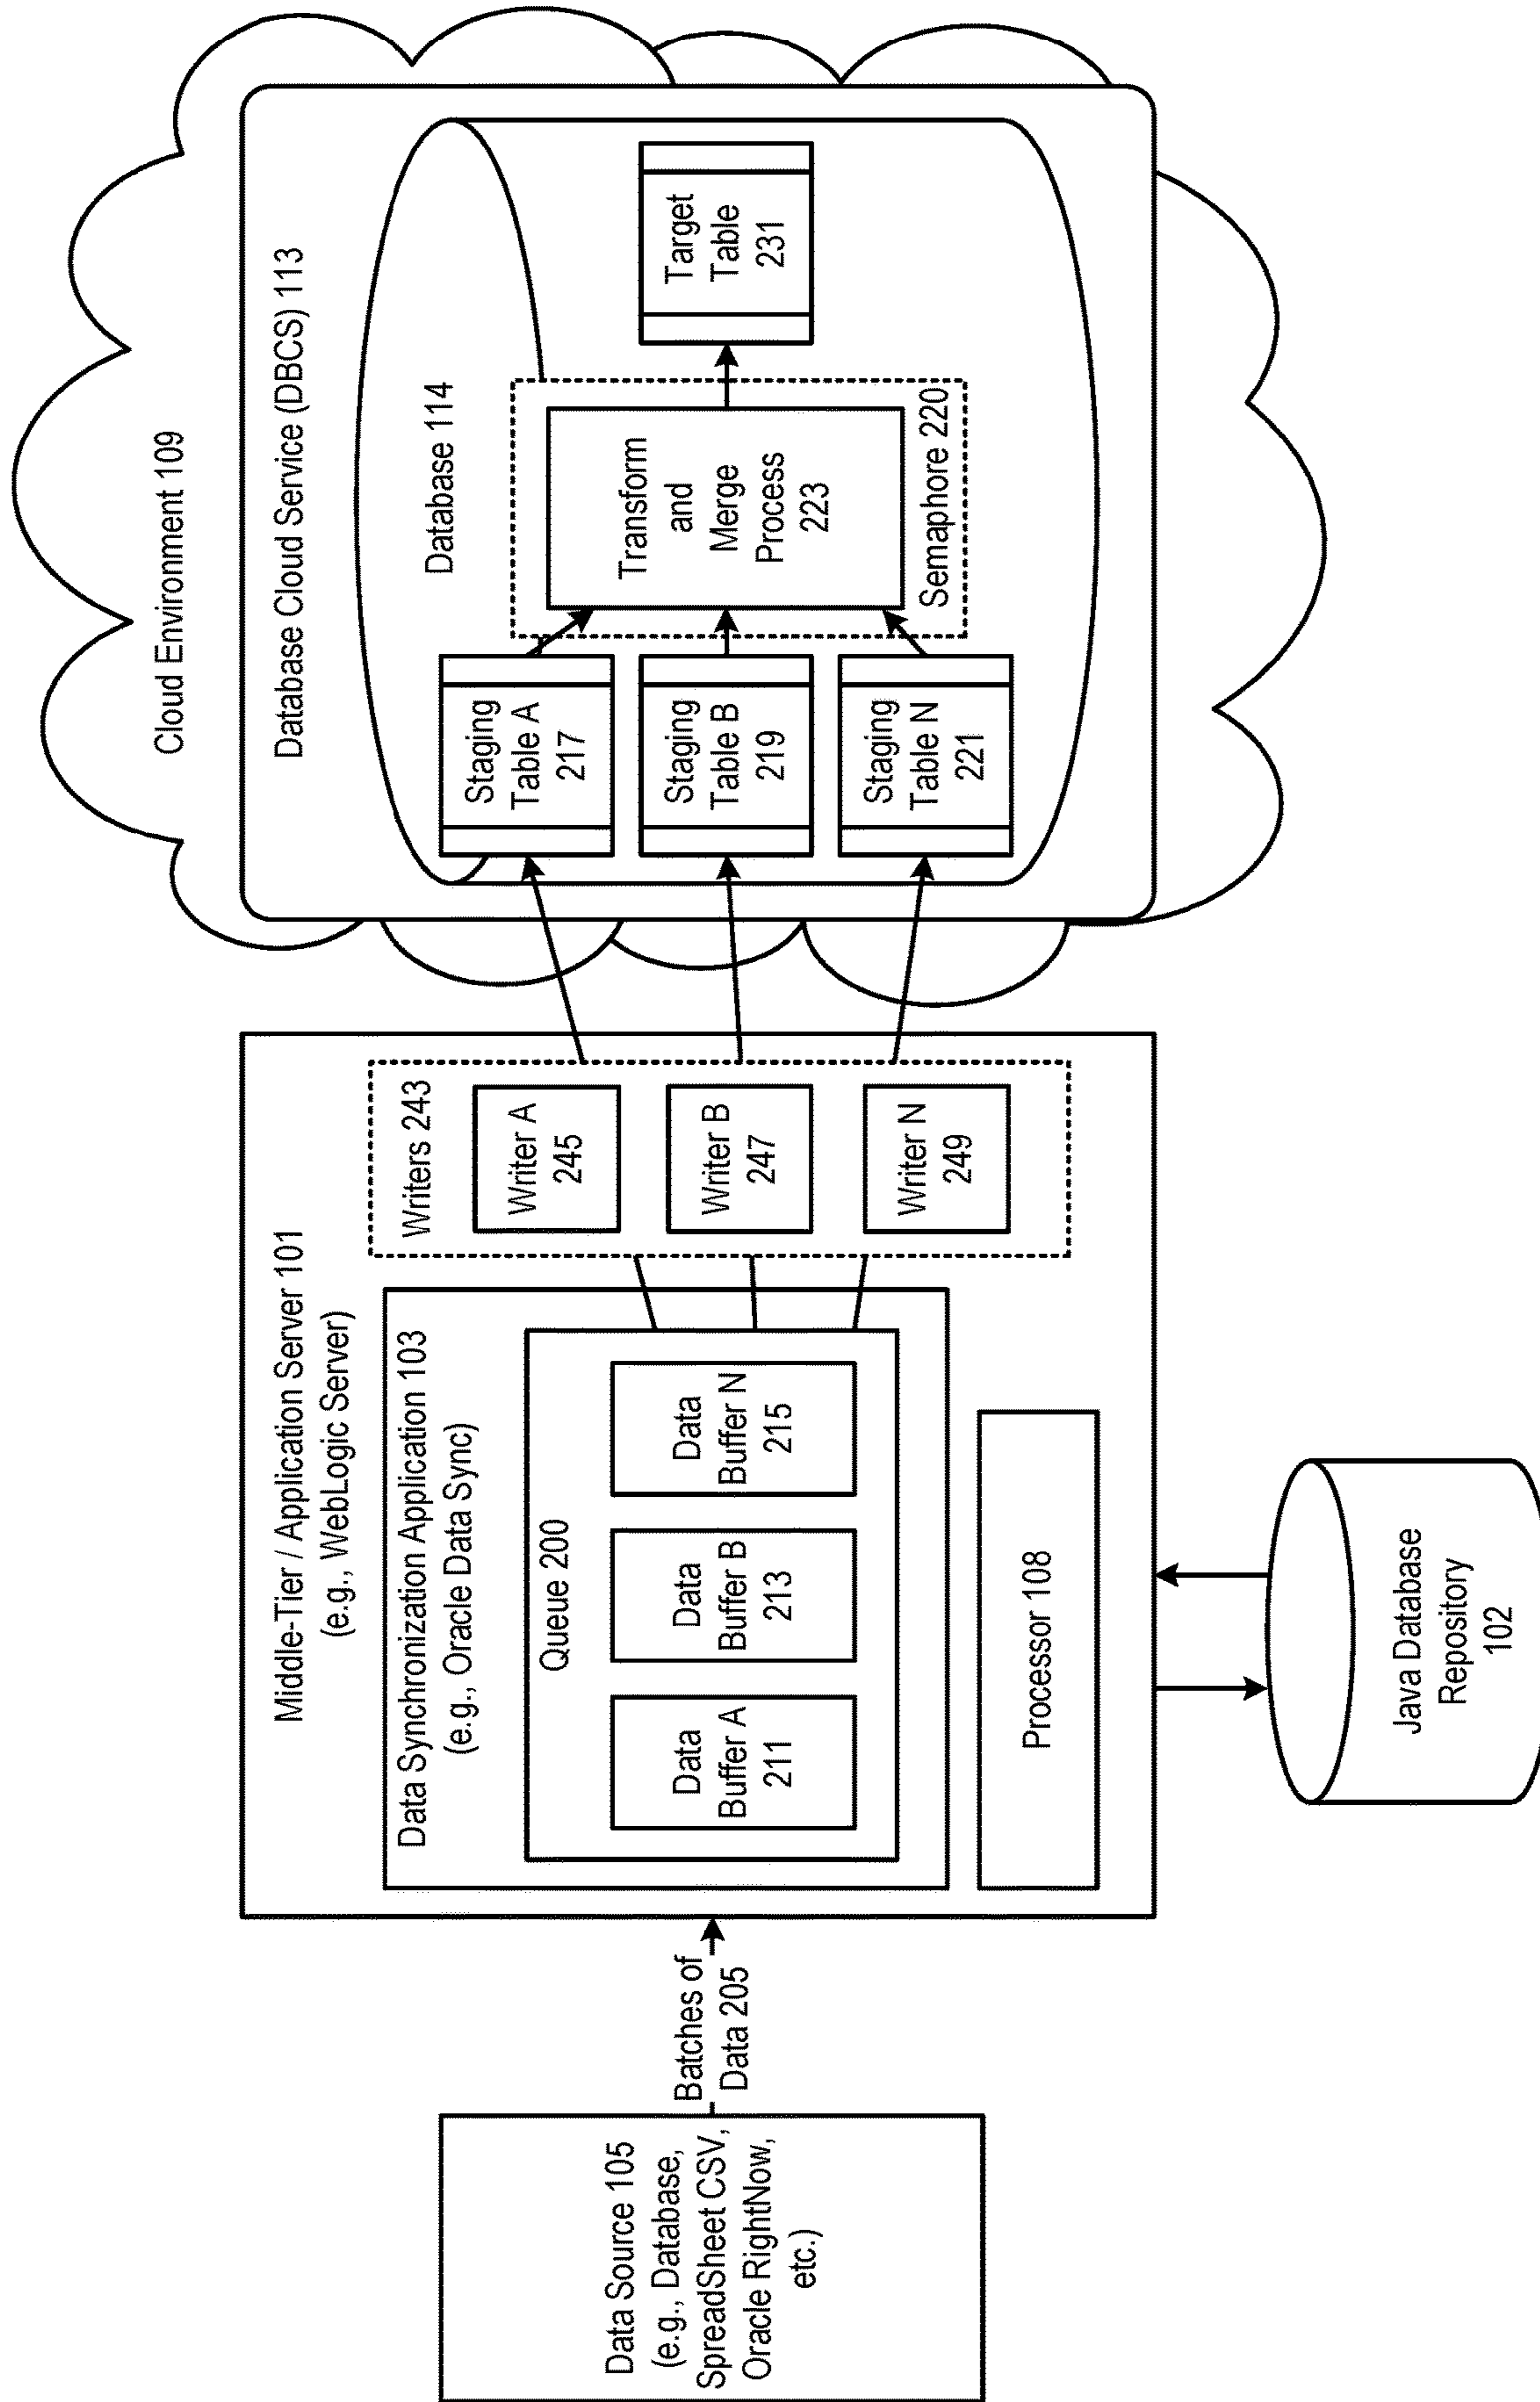 Data Source 105
(e.g., Database,
SpreadSheet CSV,
Oracle RightNow,
etc.)
Batches of
Data 205
Middle-Tier / Application Server 101
(e.g., WebLogic Server)
Data Synchronization Application 103
(e.g., Oracle Data Sync)
Queue 200
Data
Buffer A
211
Data
Buffer B
213
Data
Buffer N
215
Processor 108
Writers 243
Writer A
245
Writer B
247
Writer N
249
Java Database
Repository
102
Cloud Environment 109
Database Cloud Service (DBCS) 113
Database 114
Staging
Table A
217
Staging
Table B
219
Staging
Table N
221
Transform
and
Merge
Process
223
Semaphore 220
Target
Table
231